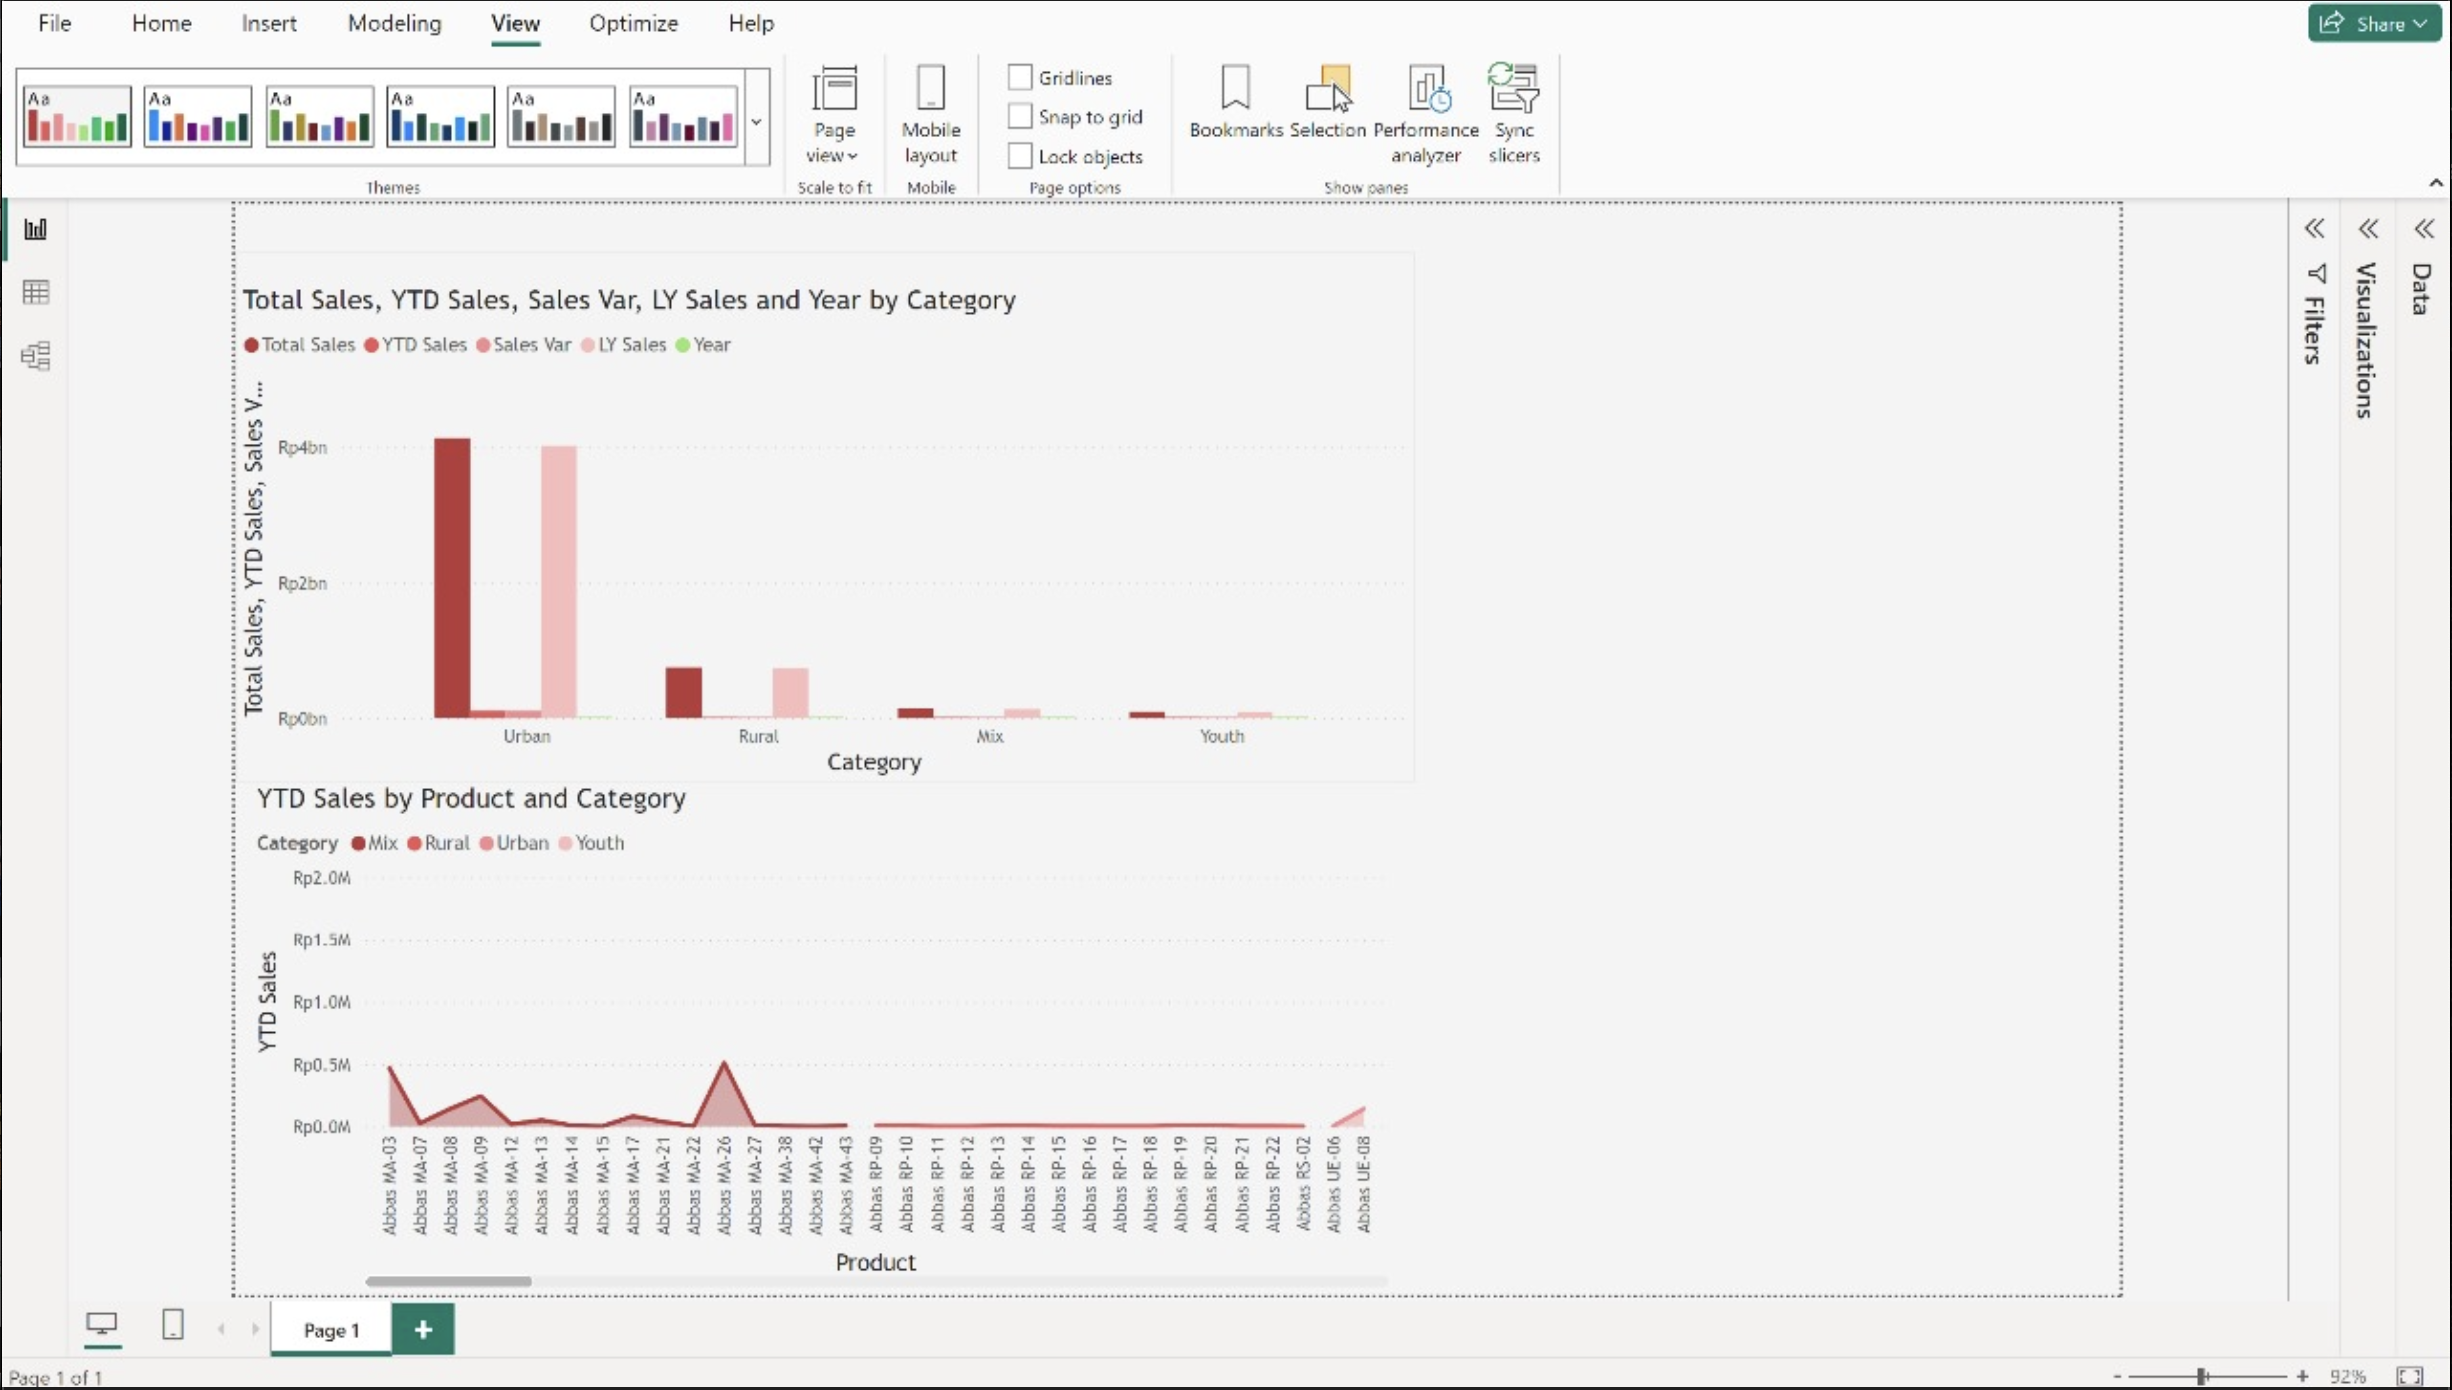 File Home Insert Modeling View Optimize Help Share
Aa Aa Aa Aa Aa Aa
Page view
Mobile layout
Gridlines
Snap to grid
Lock objects
Bookmarks Selection Performance analyzer Sync slicers
Themes Scale to fit Mobile Page options Show panes
Filters
Visualizations
Data
Total Sales, YTD Sales, Sales Var, LY Sales and Year by Category
Total Sales YTD Sales Sales Var LY Sales Year
Total Sales, YTD Sales, Sales V...
Rp4bn
Rp2bn
Rp0bn
Urban Rural Mix Youth
Category
YTD Sales by Product and Category
Category Mix Rural Urban Youth
YTD Sales
Rp2.0M
Rp1.5M
Rp1.0M
Rp0.5M
Rp0.0M
Abbas MA-03
Abbas MA-07
Abbas MA-08
Abbas MA-09
Abbas MA-12
Abbas MA-13
Abbas MA-14
Abbas MA-15
Abbas MA-17
Abbas MA-21
Abbas MA-22
Abbas MA-26
Abbas MA-27
Abbas MA-38
Abbas MA-42
Abbas MA-43
Abbas RP-09
Abbas RP-10
Abbas RP-11
Abbas RP-12
Abbas RP-13
Abbas RP-14
Abbas RP-15
Abbas RP-16
Abbas RP-17
Abbas RP-18
Abbas RP-19
Abbas RP-20
Abbas RP-21
Abbas RP-22
Abbas RS-02
Abbas UE-06
Abbas UE-08
Product
Page 1
Page 1 of 1
92%